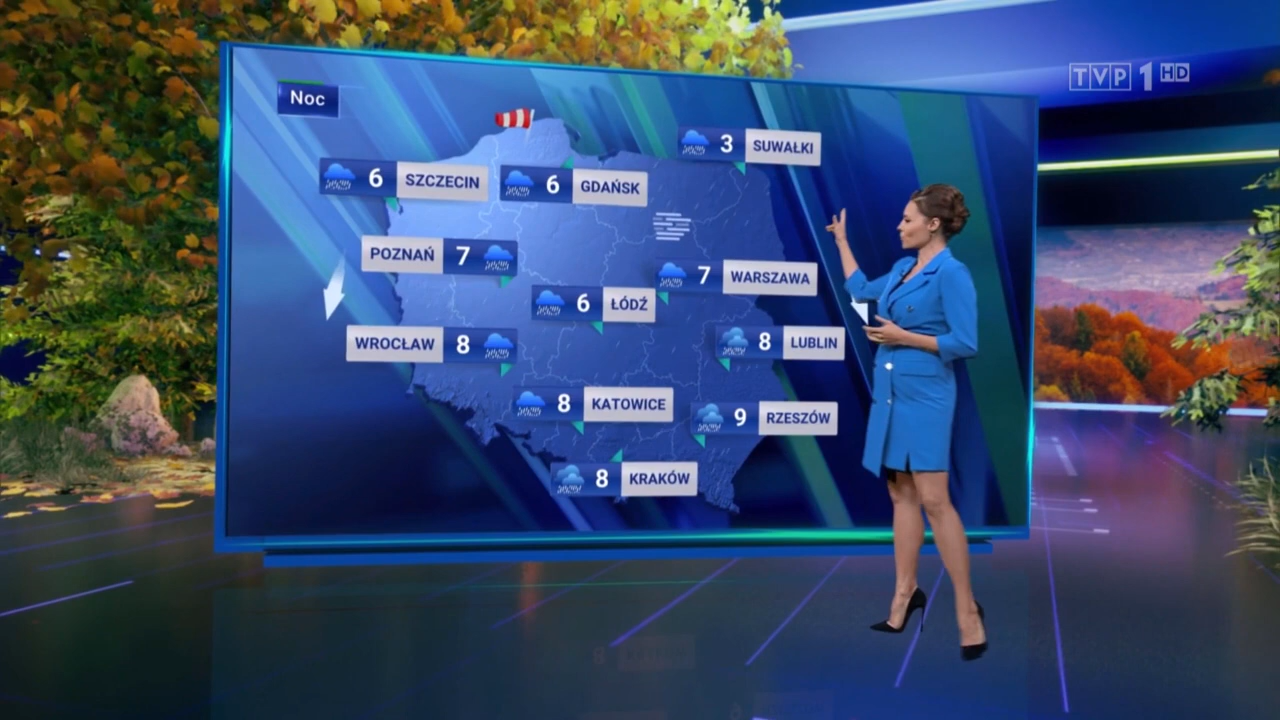 TVP 1 HD
Noc
3 SUWAŁKI
6 SZCZECIN
6 GDAŃSK
POZNAŃ 7
7 WARSZAWA
6 ŁÓDŹ
WROCŁAW 8
8 LUBLIN
8 KATOWICE
9 RZESZÓW
8 KRAKÓW